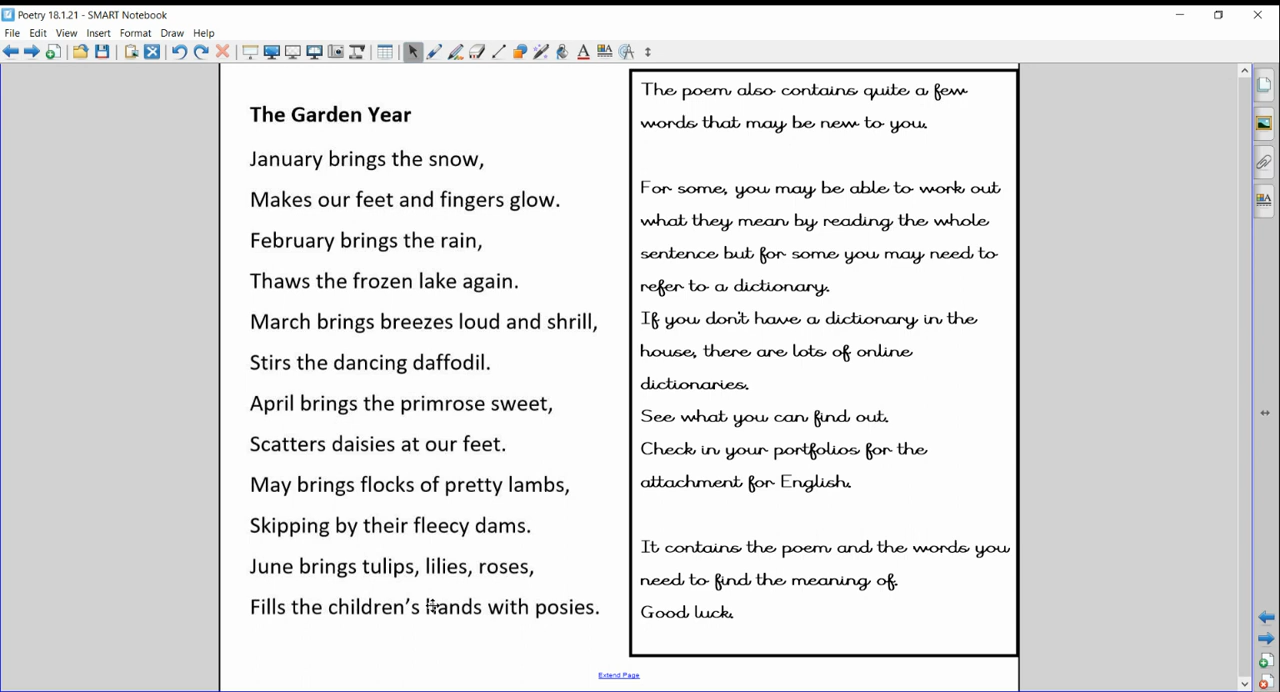 Poetry 18.1.21 - SMART Notebook
File Edit View Insert Format Draw Help
The Garden Year
January brings the snow,
Makes our feet and fingers glow.
February brings the rain,
Thaws the frozen lake again.
March brings breezes loud and shrill,
Stirs the dancing daffodil.
April brings the primrose sweet,
Scatters daisies at our feet.
May brings flocks of pretty lambs,
Skipping by their fleecy dams.
June brings tulips, lilies, roses,
Fills the children's hands with posies.
The poem also contains quite a few
words that may be new to you.
For some, you may be able to work out
what they mean by reading the whole
sentence but for some you may need to
refer to a dictionary.
If you don't have a dictionary in the
house, there are lots of online
dictionaries.
See what you can find out.
Check in your portfolios for the
attachment for English.
It contains the poem and the words you
need to find the meaning of.
Good luck.
Extend Page